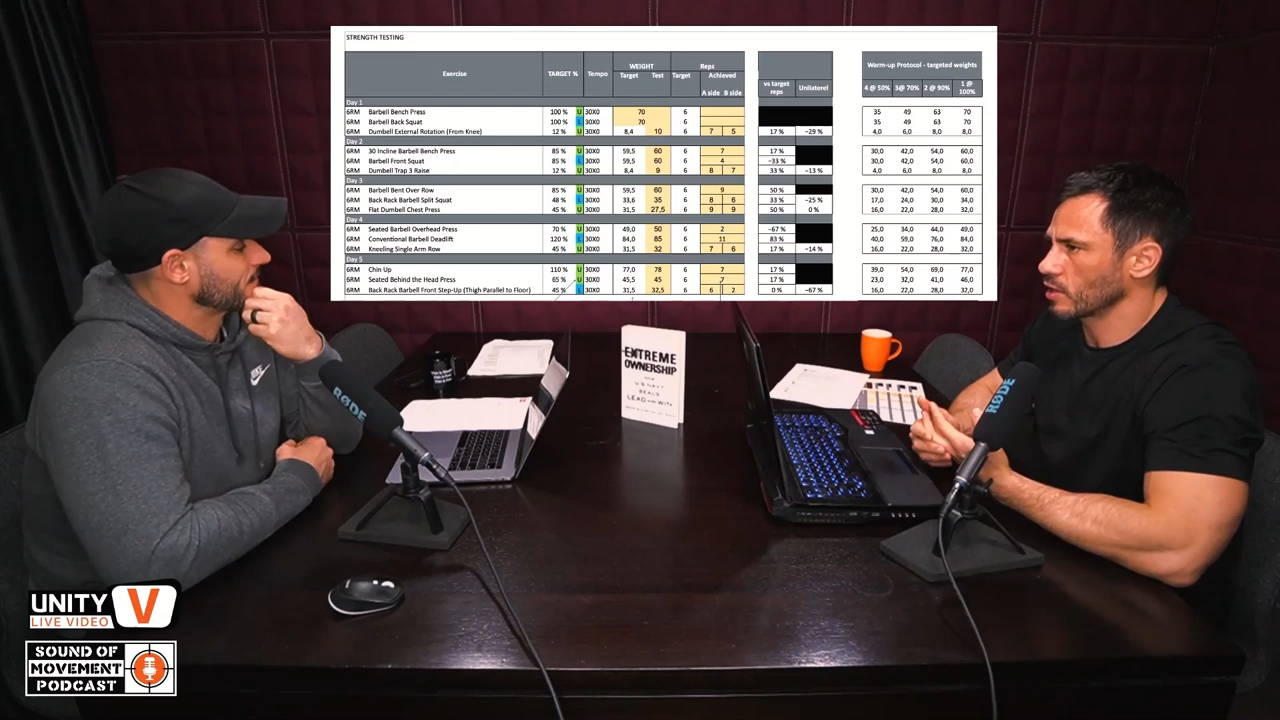 STRENGTH TESTING
Exercise TARGET % Tempo WEIGHT Reps Warm-up Protocol - targeted weights
Target Test Target Achieved vs target reps Unilaterel 4 @ 50% 3@ 70% 2 @ 90% 1 @ 100%
A side B side
Day 1
6RM Barbell Bench Press 100 % U 30X0 70 6 35 49 63 70
6RM Barbell Back Squat 100 % L 30X0 70 6 35 49 63 70
6RM Dumbell External Rotation (From Knee) 12 % U 30X0 8,4 10 6 7 5 17 % -29 % 4,0 6,0 8,0 8,0
Day 2
6RM 30 Incline Barbell Bench Press 85 % U 30X0 59,5 60 6 7 17 % 30,0 42,0 54,0 60,0
6RM Barbell Front Squat 85 % L 30X0 59,5 60 6 4 -33 % 30,0 42,0 54,0 60,0
6RM Dumbell Trap 3 Raise 12 % U 30X0 8,4 9 6 8 7 33 % -13 % 4,0 6,0 8,0 8,0
Day 3
6RM Barbell Bent Over Row 85 % U 30X0 59,5 60 6 9 50 % 30,0 42,0 54,0 60,0
6RM Back Rack Barbell Split Squat 48 % L 30X0 33,6 35 6 8 6 33 % -25 % 17,0 24,0 30,0 34,0
6RM Flat Dumbell Chest Press 45 % U 30X0 31,5 27,5 6 9 9 50 % 0 % 16,0 22,0 28,0 32,0
Day 4
6RM Seated Barbell Overhead Press 70 % U 30X0 49,0 50 6 2 -67 % 25,0 34,0 44,0 49,0
6RM Conventional Barbell Deadlift 120 % L 30X0 84,0 85 6 11 83 % 40,0 59,0 76,0 84,0
6RM Kneeling Single Arm Row 45 % U 30X0 31,5 32 6 7 6 17 % -14 % 16,0 22,0 28,0 32,0
Day 5
6RM Chin Up 110 % U 30X0 77,0 78 6 7 17 % 39,0 54,0 69,0 77,0
6RM Seated Behind the Head Press 65 % U 30X0 45,5 45 6 7 17 % 23,0 32,0 41,0 46,0
6RM Back Rack Barbell Front Step-Up (Thigh Parallel to Floor) 45 % L 30X0 31,5 32,5 6 6 2 0 % -67 % 16,0 22,0 28,0 32,0
EXTREME
OWNERSHIP
U.S. NAVY
SEALS
LEAD AND WIN
NIKE
RØDE
RØDE
UNITY V
LIVE VIDEO
SOUND OF
MOVEMENT
PODCAST